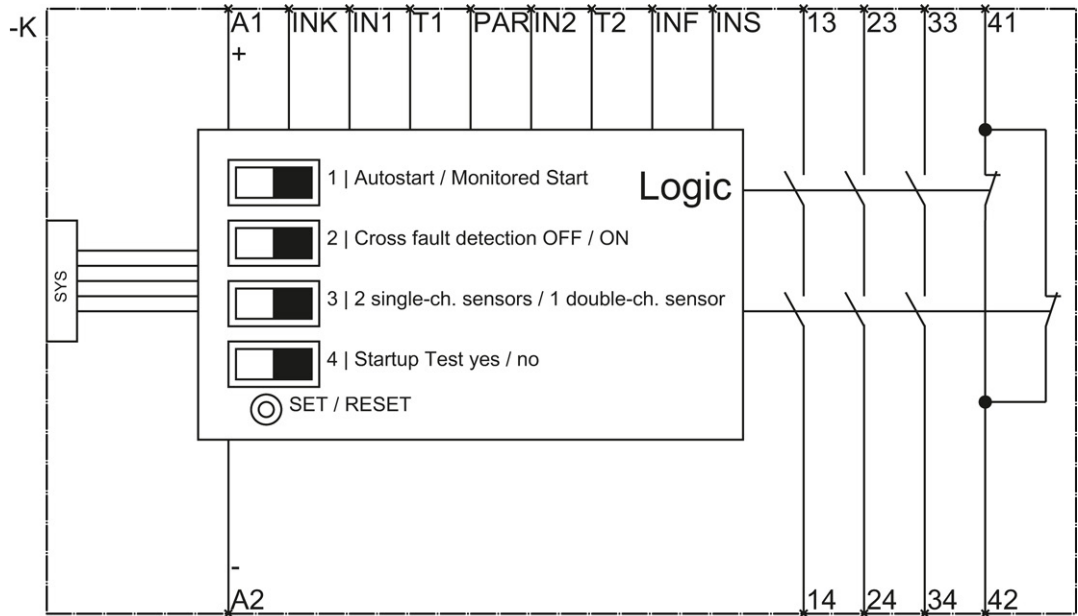 -K
A1 INK IN1 T1 PAR IN2 T2 INF INS 13 23 33 41
+
1 | Autostart / Monitored Start
Logic
2 | Cross fault detection OFF / ON
SYS
3 | 2 single-ch. sensors / 1 double-ch. sensor
4 | Startup Test yes / no
SET / RESET
-
A2 14 24 34 42